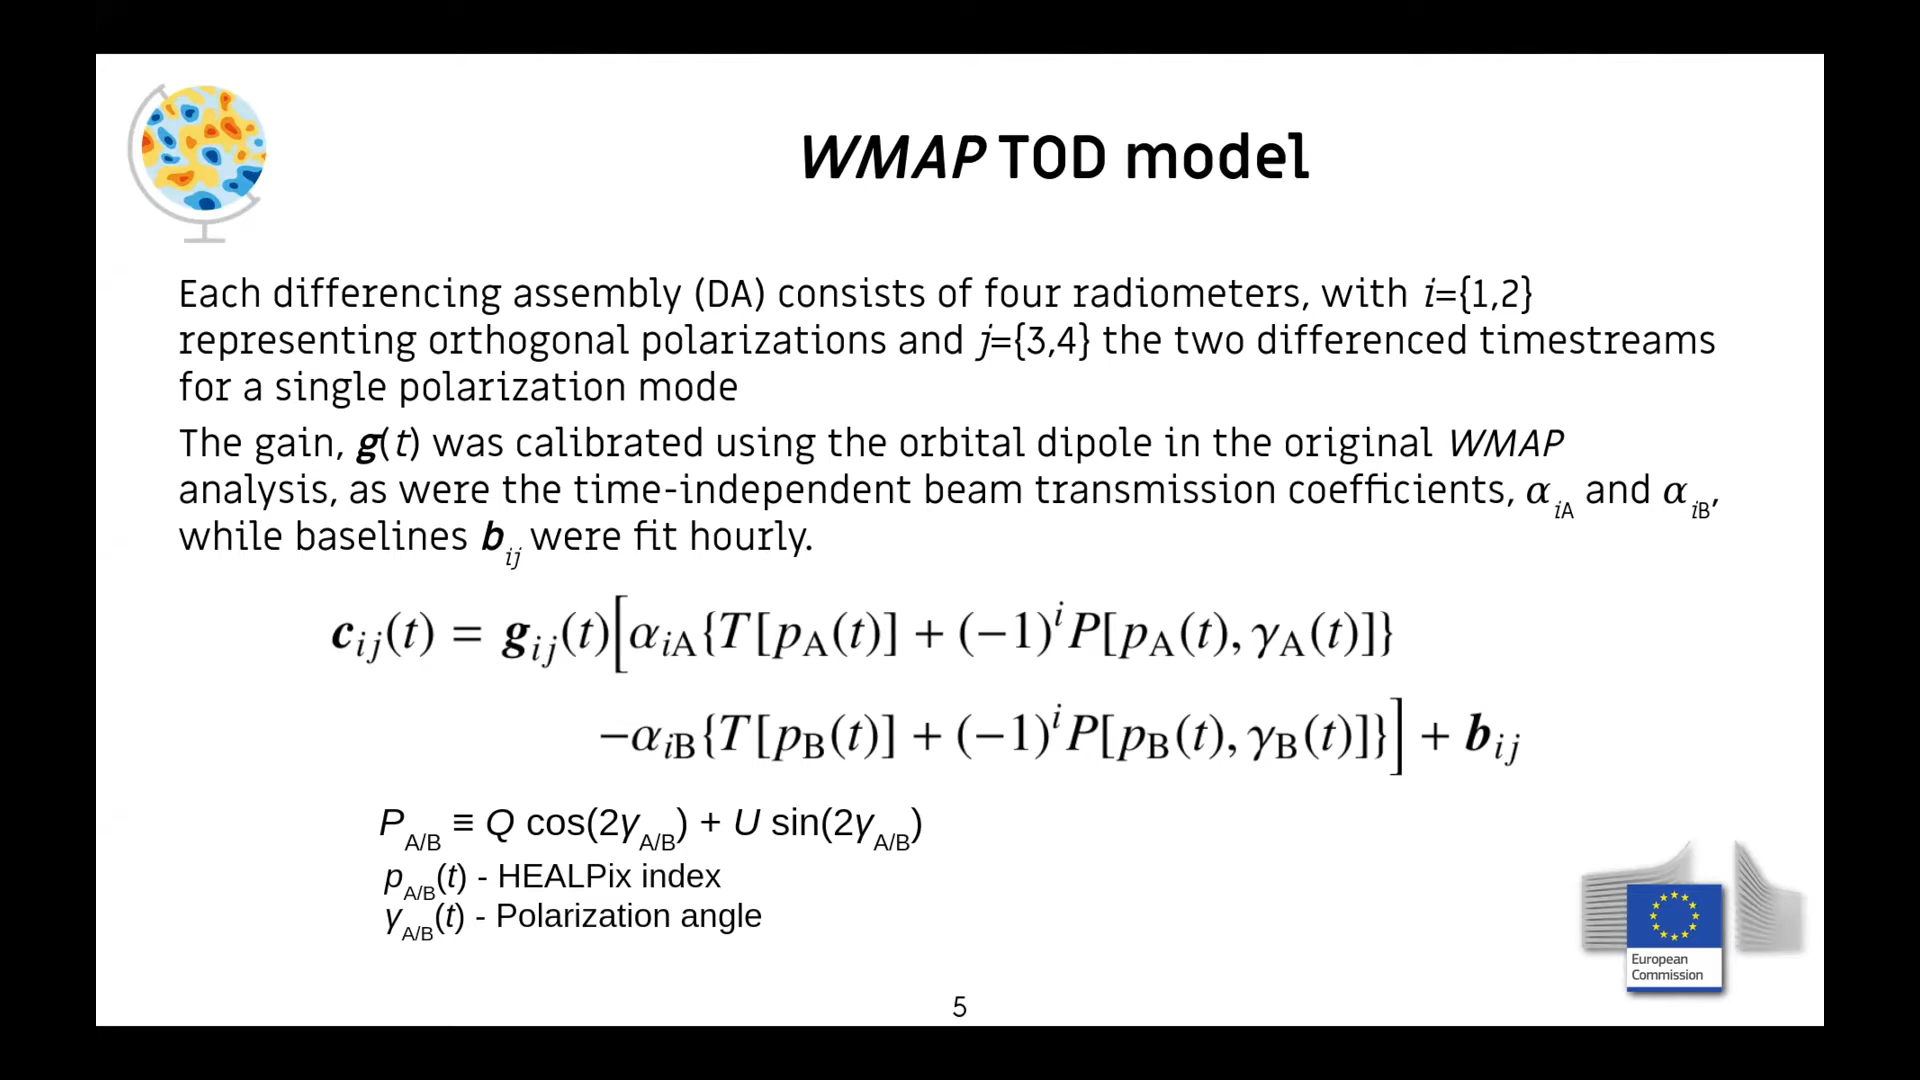 WMAP TOD model
Each differencing assembly (DA) consists of four radiometers, with i={1,2}
representing orthogonal polarizations and j={3,4} the two differenced timestreams
for a single polarization mode
The gain, g(t) was calibrated using the orbital dipole in the original WMAP
analysis, as were the time-independent beam transmission coefficients, α_iA and α_iB,
while baselines b_ij were fit hourly.
c_ij(t) = g_ij(t)[α_iA{T[p_A(t)] + (−1)^i P[p_A(t), γ_A(t)]}
−α_iB{T[p_B(t)] + (−1)^i P[p_B(t), γ_B(t)]}] + b_ij
P_A/B ≡ Q cos(2γ_A/B) + U sin(2γ_A/B)
p_A/B(t) - HEALPix index
γ_A/B(t) - Polarization angle
European
Commission
5